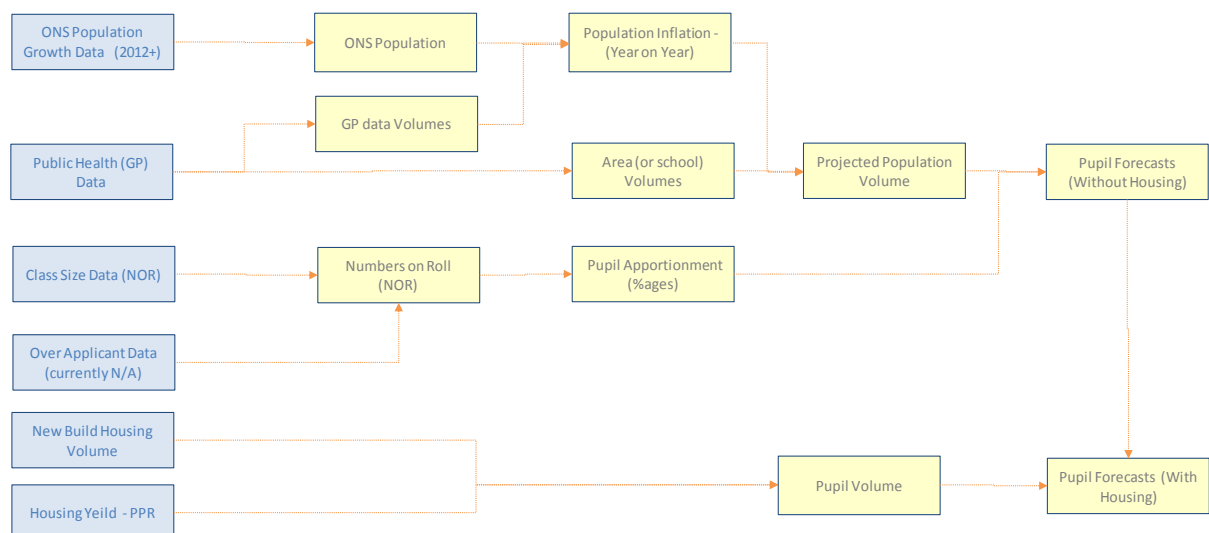 ONS Population
Growth Data (2012+)
ONS Population
Population Inflation -
(Year on Year)
GP data Volumes
Public Health (GP)
Data
Area (or school)
Volumes
Projected Population
Volume
Pupil Forecasts
(Without Housing)
Class Size Data (NOR)
Numbers on Roll
(NOR)
Pupil Apportionment
(%ages)
Over Applicant Data
(currently N/A)
New Build Housing
Volume
Housing Yeild - PPR
Pupil Volume
Pupil Forecasts (With
Housing)